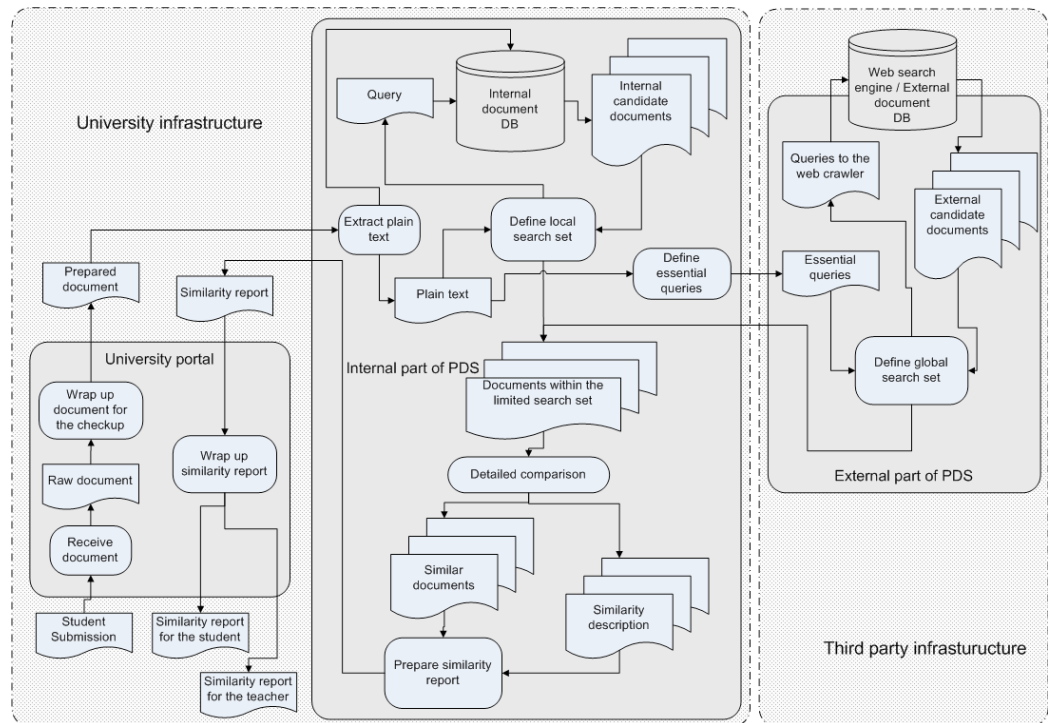 University infrastructure
Query
Internal
document
DB
Internal
candidate
documents
Web search
engine / External
document
DB
Queries to the
web crawler
External
candidate
documents
Extract plain
text
Define local
search set
Prepared
document
Similarity report
Plain text
Define
essential
queries
Essential
queries
University portal
Internal part of PDS
Define global
search set
Documents within the
limited search set
Wrap up
document for
the checkup
Wrap up
similarity report
Raw document
Detailed comparison
External part of PDS
Receive
document
Similar
documents
Similarity
description
Student
Submission
Similarity report
for the student
Similarity report
for the teacher
Prepare similarity
report
Third party infrasturucture